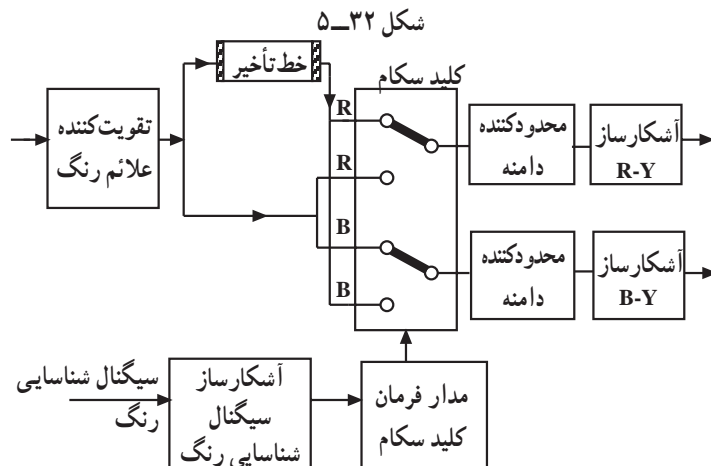 شکل ۳۲ــ۵
خط تأخیر
کلید سکام
تقویت‌کننده
علائم رنگ
R
R
B
B
محدودکننده
دامنه
آشکارساز
R-Y
محدودکننده
دامنه
آشکارساز
B-Y
سیگنال شناسایی
رنگ
آشکارساز
سیگنال
شناسایی رنگ
مدار فرمان
کلید سکام